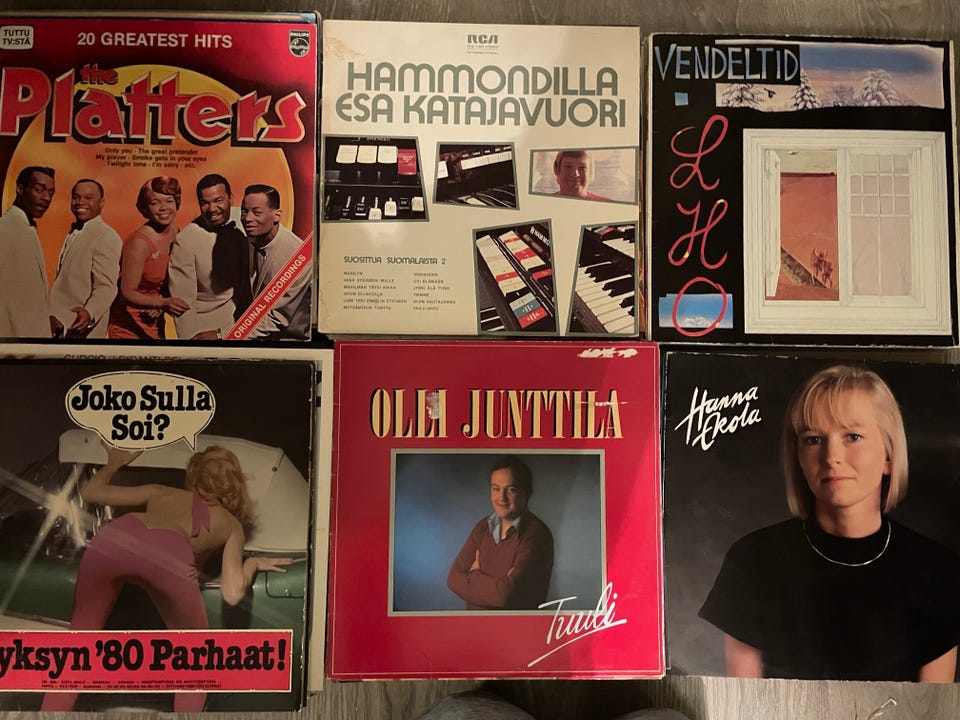 TUTTU
TV:STÄ
20 GREATEST HITS
PHILIPS
the
Platters
Only you - The great pretender
My prayer - Smoke gets in your eyes
Twilight time - I'm sorry - etc.
ORIGINAL RECORDINGS
RCA
INTERNATIONAL
HAMMONDILLA
ESA KATAJAVUORI
SUOSITTUA SUOMALAISTA 2
VENDELTID
L
H
O
Joko Sulla
Soi?
yksyn '80 Parhaat!
OLLI JUNTTILA
Tuuli
Hanna
Ekola